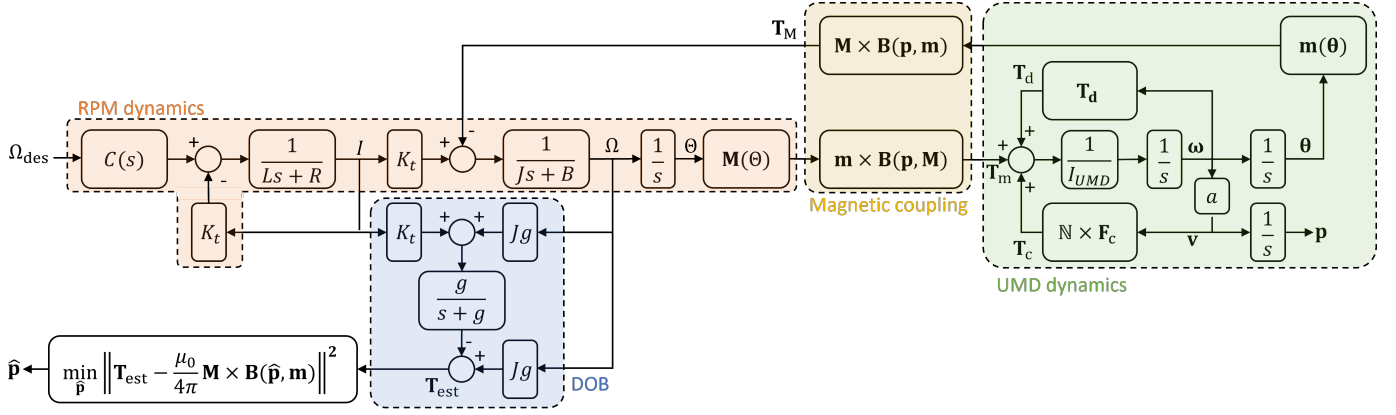 T_M
M × B(p, m)
m(θ)
T_d
T_d
RPM dynamics
-
+
Ω_des
C(s)
+
1/(Ls + R)
I
K_t
+
1/(Js + B)
Ω
1/s
Θ
M(Θ)
m × B(p, M)
+
T_m
1/I_UMD
1/s
ω
1/s
θ
-
+
a
Magnetic coupling
K_t
K_t
+
+
Jg
T_c
ℕ × F_c
v
1/s
p
g/(s + g)
UMD dynamics
p̂
min_p̂ ‖T_est − μ_0/4π M × B(p̂, m)‖²
-
+
T_est
Jg
DOB